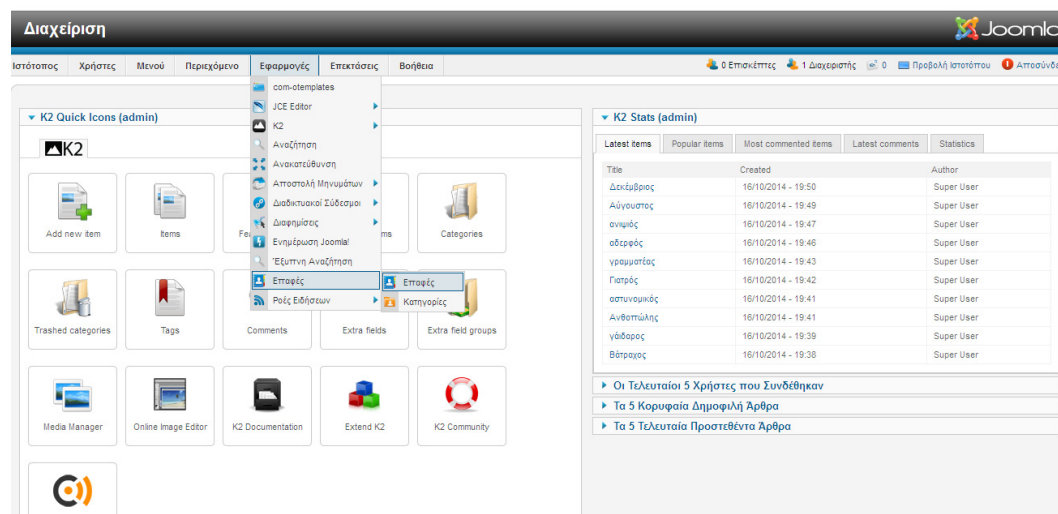 Διαχείριση
Joomla
Ιστότοπος Χρήστες Μενού Περιεχόμενο Εφαρμογές Επεκτάσεις Βοήθεια
0 Επισκέπτες 1 Διαχειριστής 0 Προβολή Ιστοτόπου Αποσύνδε
com-otemplates
JCE Editor
K2
Αναζήτηση
Ανακατεύθυνση
Αποστολή Μηνυμάτων
Διαδικτυακοί Σύδεσμοι
Διαφημίσεις
Ενημέρωση Joomla!
Έξυπνη Αναζήτηση
Επαφές
Ροές Ειδήσεων
Επαφές
Κατηγορίες
K2 Quick Icons (admin)
K2
Add new item Items Fe ms Categories
Trashed categories Tags Comments Extra fields Extra field groups
Media Manager Online Image Editor K2 Documentation Extend K2 K2 Community
K2 Stats (admin)
Latest items Popular items Most commented items Latest comments Statistics
Title Created Author
Δεκέμβριος 16/10/2014 - 19:50 Super User
Αύγουστος 16/10/2014 - 19:49 Super User
ανιψιός 16/10/2014 - 19:47 Super User
αδερφός 16/10/2014 - 19:46 Super User
γραμματέας 16/10/2014 - 19:43 Super User
Γιατρός 16/10/2014 - 19:42 Super User
αστυνομικός 16/10/2014 - 19:41 Super User
Ανθοπώλης 16/10/2014 - 19:41 Super User
γάιδαρος 16/10/2014 - 19:39 Super User
Βάτραχος 16/10/2014 - 19:38 Super User
Οι Τελευταίοι 5 Χρήστες που Συνδέθηκαν
Τα 5 Κορυφαία Δημοφιλή Άρθρα
Τα 5 Τελευταία Προστεθέντα Άρθρα